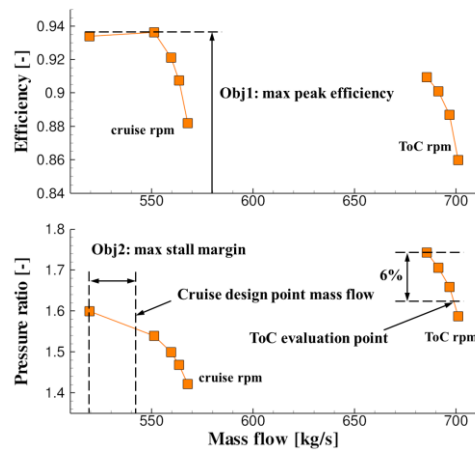 Efficiency [-]
0.94
0.92
0.9
0.88
0.86
0.84
Obj1: max peak efficiency
cruise rpm
ToC rpm
550
600
650
700
Pressure ratio [-]
1.8
1.7
1.6
1.5
1.4
Obj2: max stall margin
6%
Cruise design point mass flow
ToC evaluation point
ToC rpm
cruise rpm
550
600
650
700
Mass flow [kg/s]